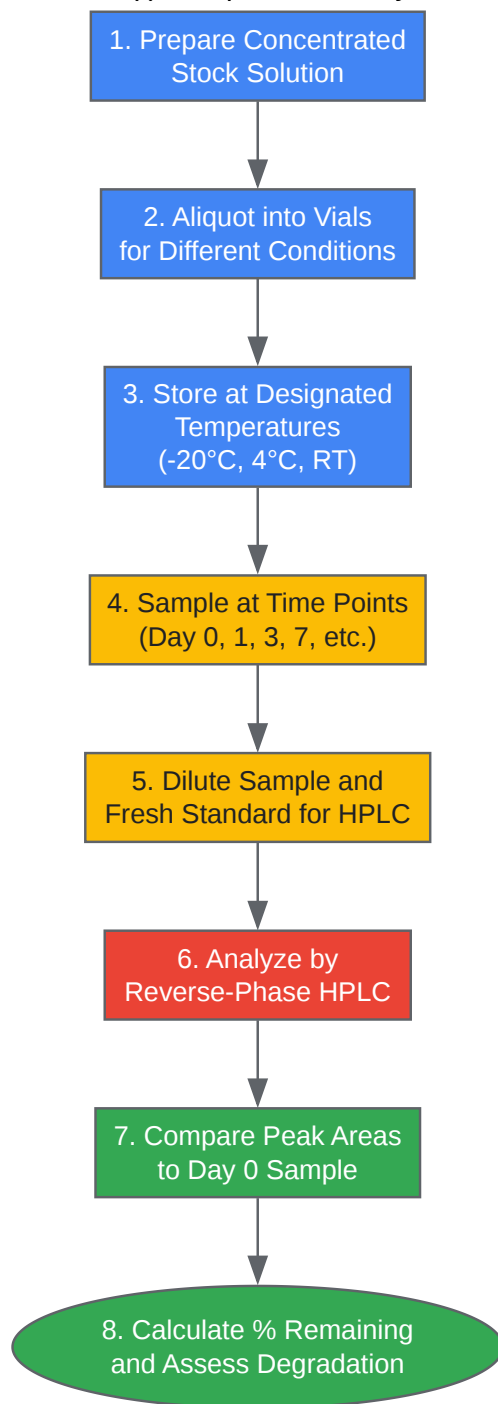 1. Prepare Concentrated
Stock Solution
2. Aliquot into Vials
for Different Conditions
3. Store at Designated
Temperatures
(-20°C, 4°C, RT)
4. Sample at Time Points
(Day 0, 1, 3, 7, etc.)
5. Dilute Sample and
Fresh Standard for HPLC
6. Analyze by
Reverse-Phase HPLC
7. Compare Peak Areas
to Day 0 Sample
8. Calculate % Remaining
and Assess Degradation